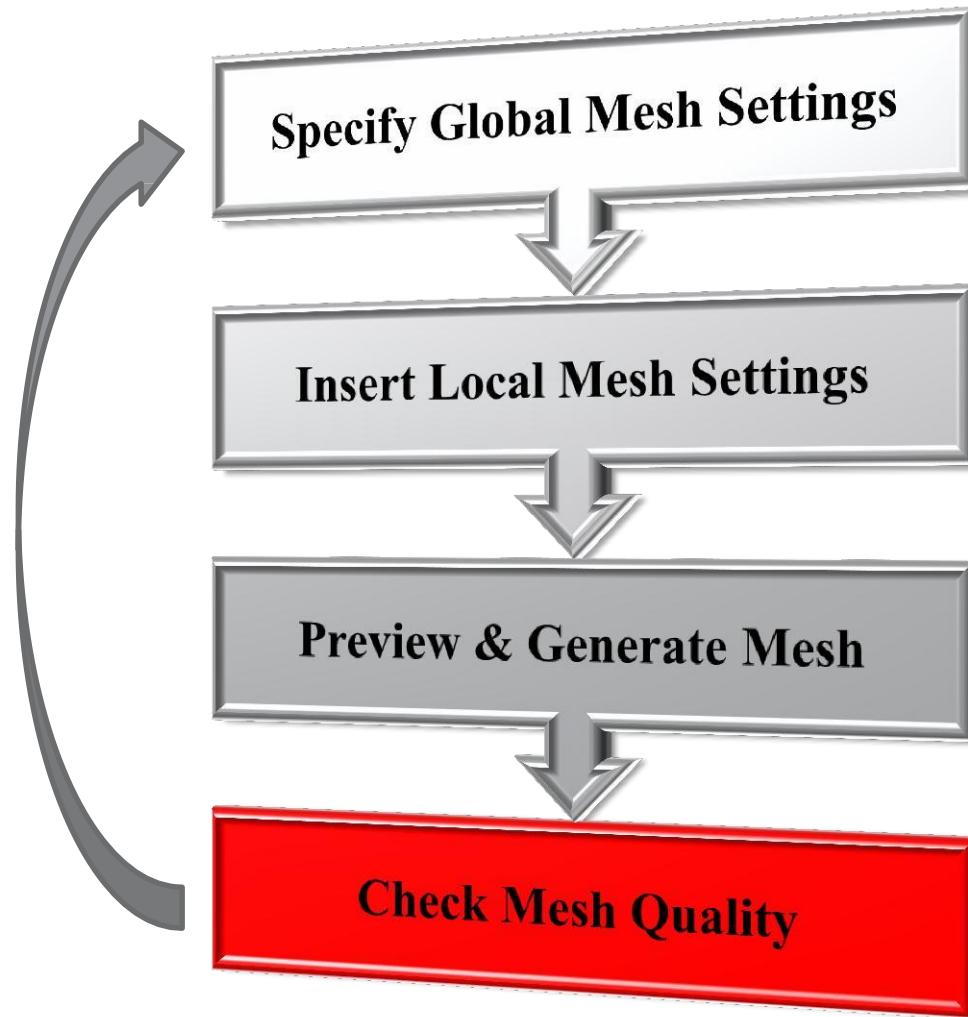 Specify Global Mesh Settings
Insert Local Mesh Settings
Preview & Generate Mesh
Check Mesh Quality